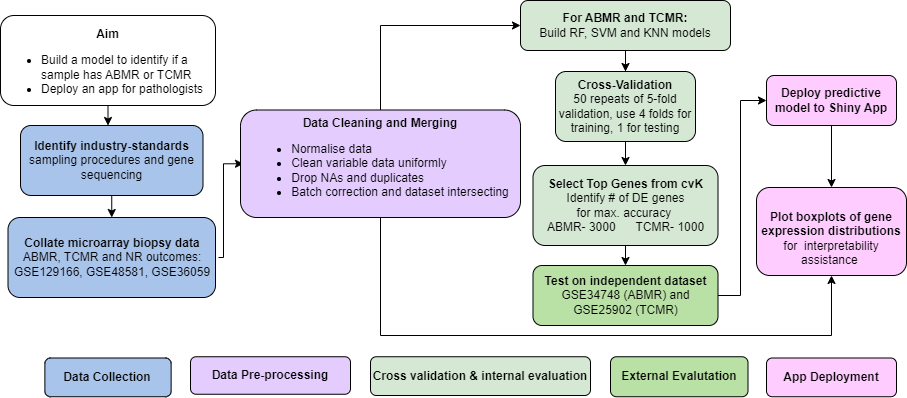 Aim
Build a model to identify if a
sample has ABMR or TCMR
Deploy an app for pathologists
Identify industry-standards
sampling procedures and gene
sequencing
Collate microarray biopsy data
ABMR, TCMR and NR outcomes:
GSE129166, GSE48581, GSE36059
Data Cleaning and Merging
Normalise data
Clean variable data uniformly
Drop NAs and duplicates
Batch correction and dataset intersecting
For ABMR and TCMR:
Build RF, SVM and KNN models
Cross-Validation
50 repeats of 5-fold
validation, use 4 folds for
training, 1 for testing
Select Top Genes from cvK
Identify # of DE genes
for max. accuracy
ABMR- 3000 TCMR- 1000
Test on independent dataset
GSE34748 (ABMR) and
GSE25902 (TCMR)
Deploy predictive
model to Shiny App
Plot boxplots of gene
expression distributions
for interpretability
assistance
Data Collection
Data Pre-processing
Cross validation & internal evaluation
External Evalutation
App Deployment